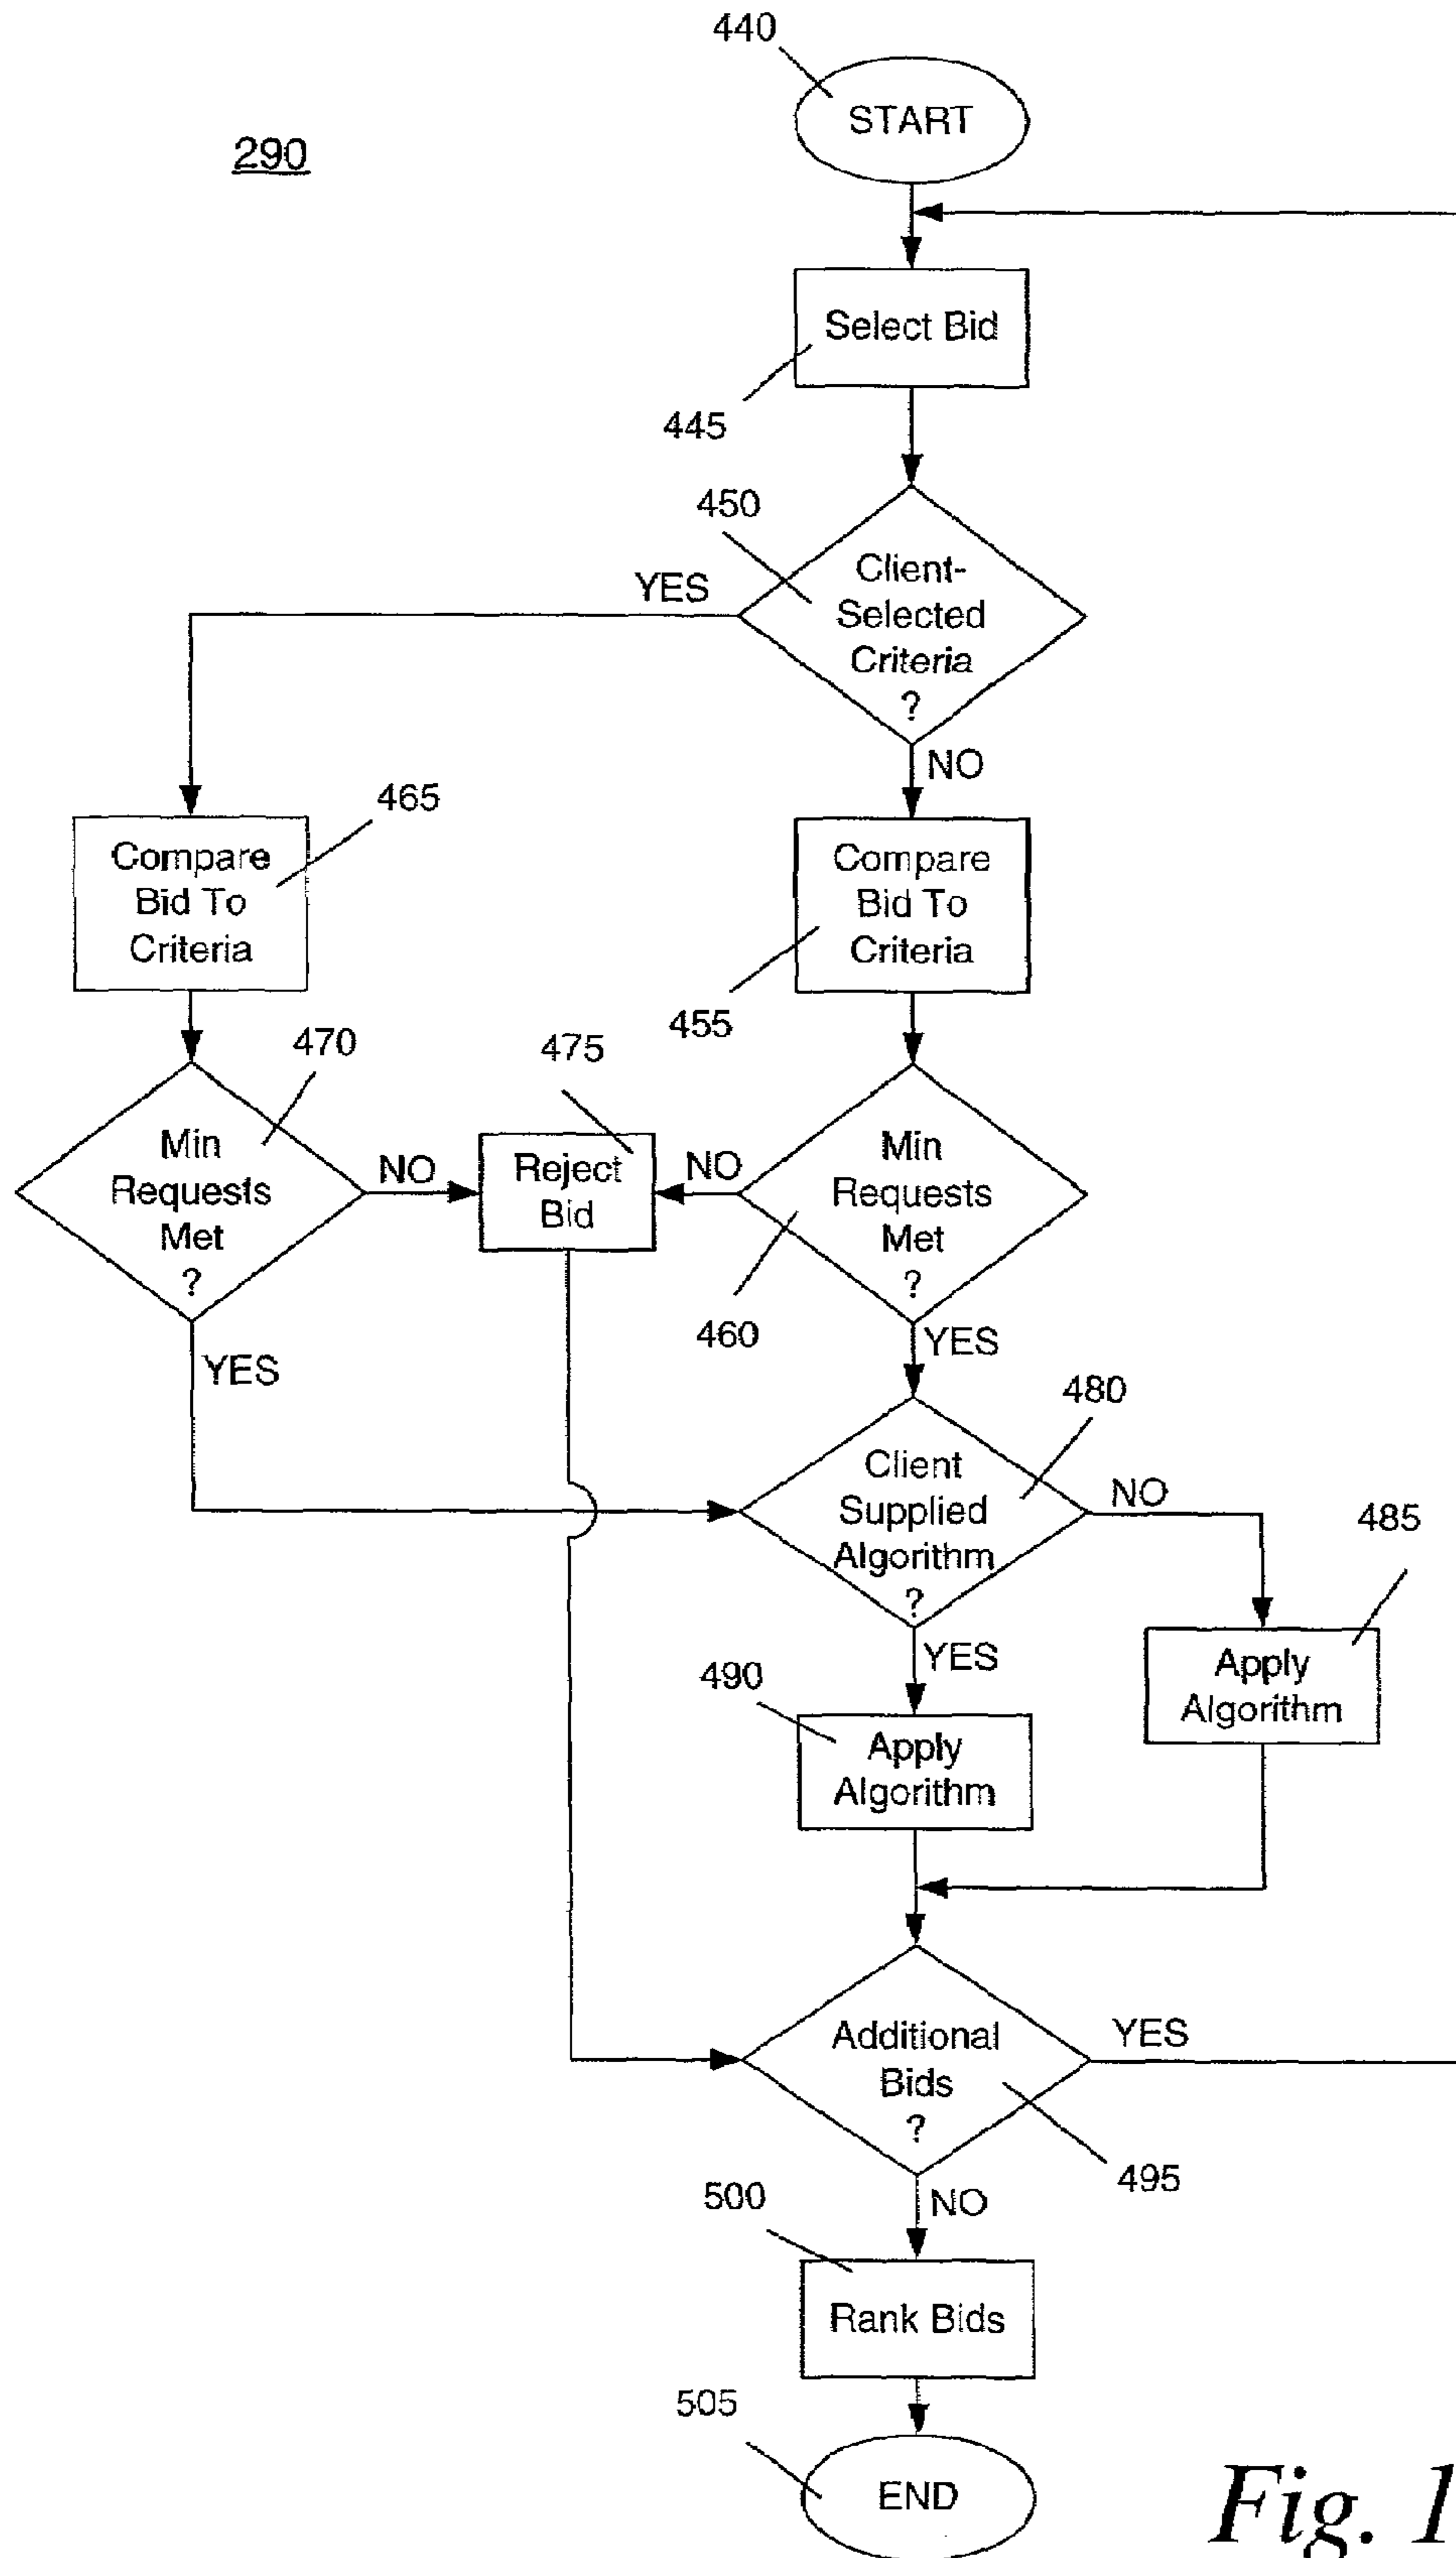 440
START
290
Select Bid
445
450
YES
Client-
Selected
Criteria
?
NO
465
Compare
Bid To
Criteria
Compare
Bid To
Criteria
455
470
475
Min
Requests
Met
?
NO
Reject
Bid
NO
Min
Requests
Met
?
460
YES
YES
480
Client
Supplied
Algorithm
?
NO
485
YES
490
Apply
Algorithm
Apply
Algorithm
Additional
Bids
?
YES
495
500
NO
Rank Bids
505
END
Fig. 1